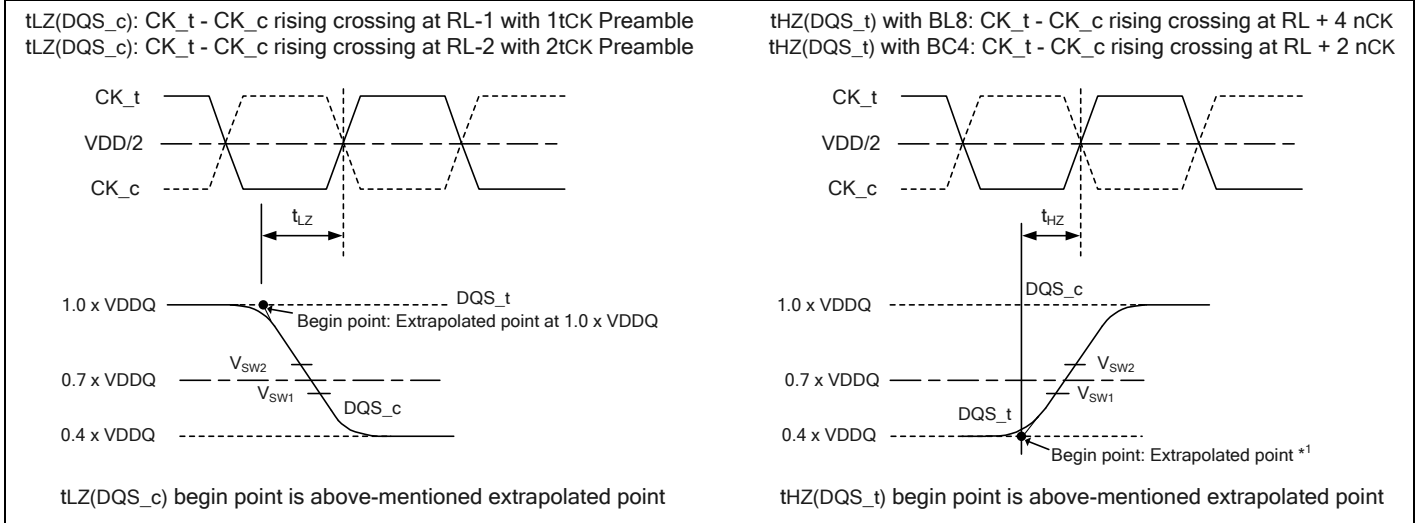 tLZ(DQS_c): CK_t - CK_c rising crossing at RL-1 with 1tCK Preamble
tLZ(DQS_c): CK_t - CK_c rising crossing at RL-2 with 2tCK Preamble
CK_t
VDD/2
CK_c
tLZ
1.0 x VDDQ
DQS_t
Begin point: Extrapolated point at 1.0 x VDDQ
VSW2
0.7 x VDDQ
VSW1
DQS_c
0.4 x VDDQ
tLZ(DQS_c) begin point is above-mentioned extrapolated point
tHZ(DQS_t) with BL8: CK_t - CK_c rising crossing at RL + 4 nCK
tHZ(DQS_t) with BC4: CK_t - CK_c rising crossing at RL + 2 nCK
CK_t
VDD/2
CK_c
tHZ
DQS_c
1.0 x VDDQ
VSW2
0.7 x VDDQ
VSW1
DQS_t
0.4 x VDDQ
Begin point: Extrapolated point *1
tHZ(DQS_t) begin point is above-mentioned extrapolated point